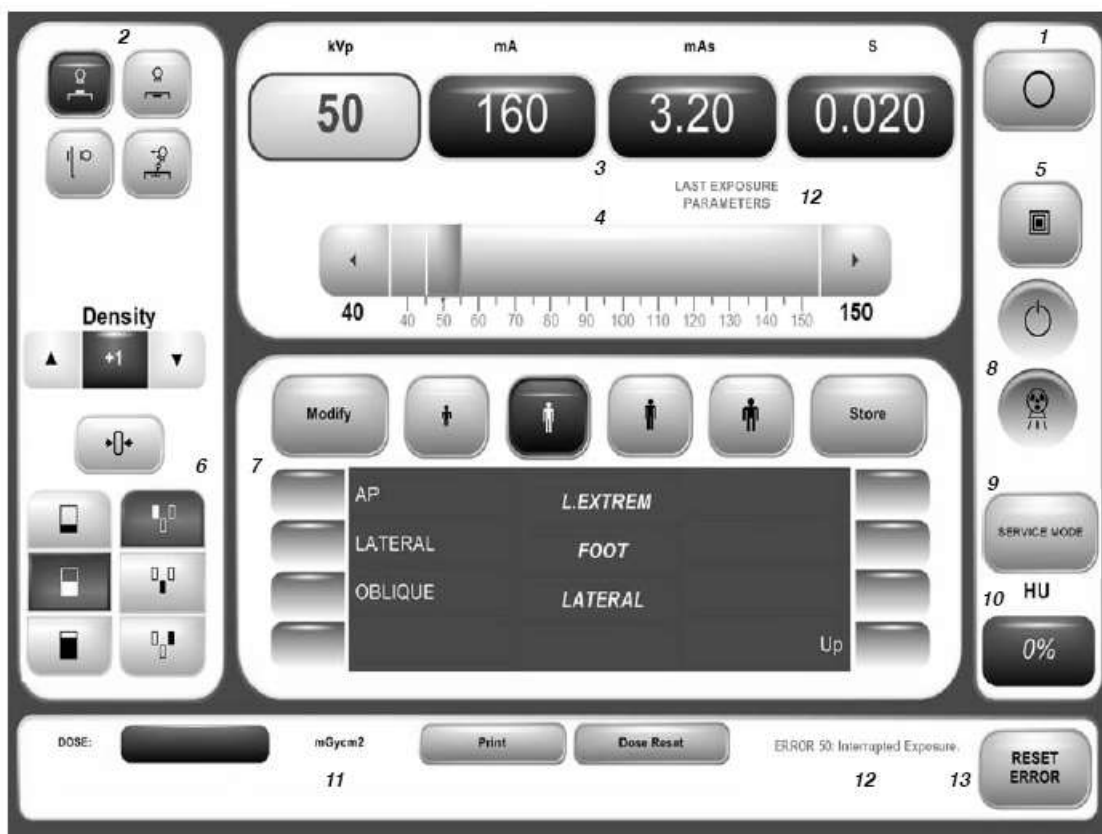 2
kVp mA mAs S
1
50 160 3.20 0.020
3
5
LAST EXPOSURE
PARAMETERS
12
4
40 40 50 60 70 80 90 100 110 120 130 140 150 150
Density
+1
8
Modify Store
6
7
AP L.EXTREM
LATERAL FOOT
OBLIQUE LATERAL
Up
9
SERVICE MODE
10 HU
0%
DOSE: mGycm2 Print Dose Reset ERROR 50: Interrupted Exposure.
11 12 13
RESET
ERROR